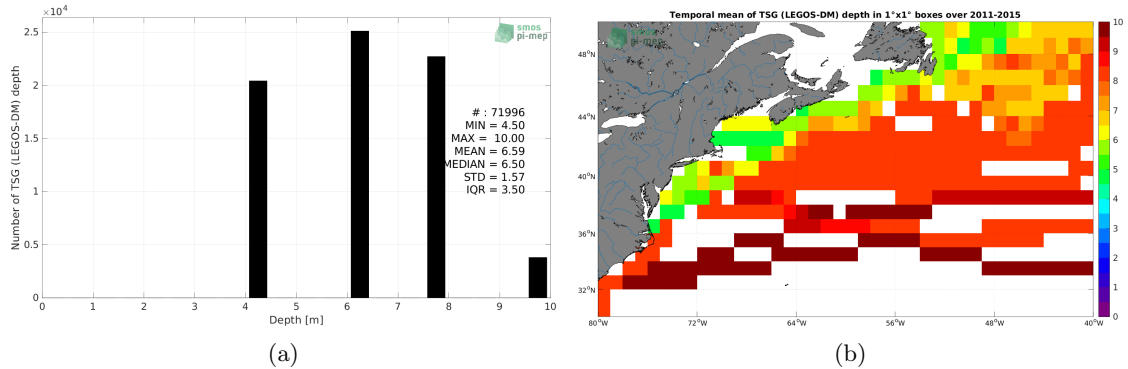 ×10⁴
2.5
2
1.5
1
0.5
0
0 1 2 3 4 5 6 7 8 9 10
Number of TSG (LEGOS-DM) depth
Depth [m]
smos
pi-mep
# : 71996
MIN = 4.50
MAX = 10.00
MEAN = 6.59
MEDIAN = 6.50
STD = 1.57
IQR = 3.50
(a)
Temporal mean of TSG (LEGOS-DM) depth in 1°x1° boxes over 2011-2015
smos
pi-mep
48°N
44°N
40°N
36°N
32°N
80°W 72°W 64°W 56°W 48°W 40°W
10
9
8
7
6
5
4
3
2
1
0
(b)